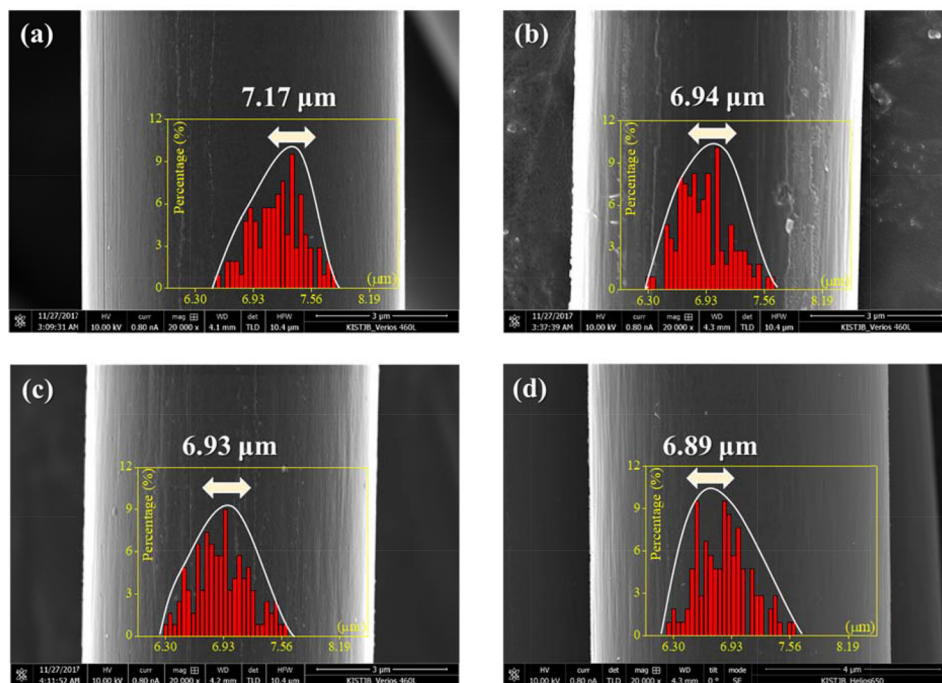 (a)
7.17 µm
12
9
6
3
0
Percentage (%)
(µm)
6.30 6.93 7.56 8.19
11/27/2017 HV curr mag WD det HFW 3 µm
3:09:31 AM 10.00 kV 0.80 nA 20 000 x 4.1 mm TLD 10.4 µm KISTJB_Verios 460L
(b)
6.94 µm
12
9
6
3
0
Percentage (%)
(µm)
6.30 6.93 7.56 8.19
11/27/2017 HV curr mag WD det HFW 3 µm
3:37:39 AM 10.00 kV 0.80 nA 20 000 x 4.3 mm TLD 10.4 µm KISTJB_Verios 460L
(c)
6.93 µm
12
9
6
3
0
Percentage (%)
(µm)
6.30 6.93 7.56 8.19
11/27/2017 HV curr mag WD det HFW 3 µm
4:11:52 AM 10.00 kV 0.80 nA 20 000 x 4.2 mm TLD 10.4 µm KISTJB_Verios 460L
(d)
6.89 µm
12
9
6
3
0
Percentage (%)
(µm)
6.30 6.93 7.56 8.19
HV curr mag WD tilt mode 4 µm
10.00 kV 0.80 nA 20 000 x 4.3 mm 0 ° SE KISTJB_Helios650